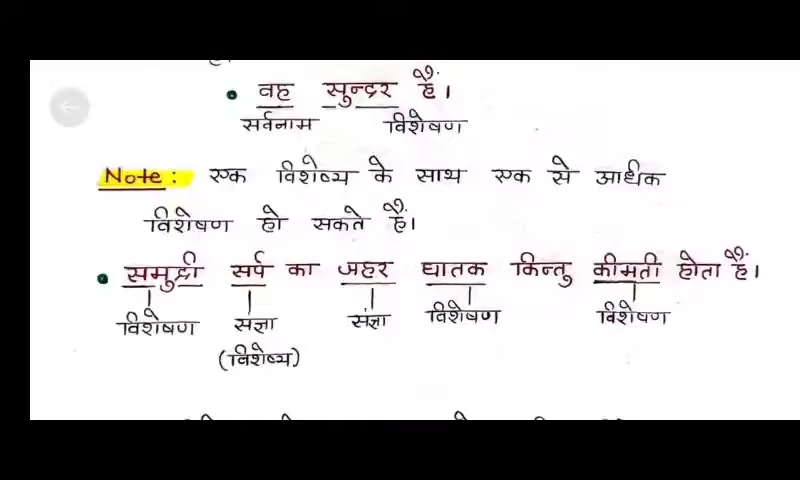 • वह सुन्दर हैं।
सर्वनाम विशेषण
Note: एक विशेष्य के साथ एक से अधिक
विशेषण हो सकते हैं।
• समुद्री सर्प का जहर घातक किन्तु कीमती होता हैं।
विशेषण संज्ञा संज्ञा विशेषण विशेषण
(विशेष्य)